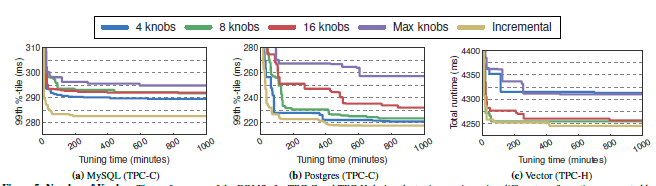 4 knobs 8 knobs 16 knobs Max knobs Incremental
99th %-tile (ms)
310
300
290
280
0 200 400 600 800 1000
Tuning time (minutes)
(a) MySQL (TPC-C)
99th %-tile (ms)
280
260
240
220
0 200 400 600 800 1000
Tuning time (minutes)
(b) Postgres (TPC-C)
Total runtime (ms)
4400
4350
4300
4250
0 200 400 600 800 1000
Tuning time (minutes)
(c) Vector (TPC-H)